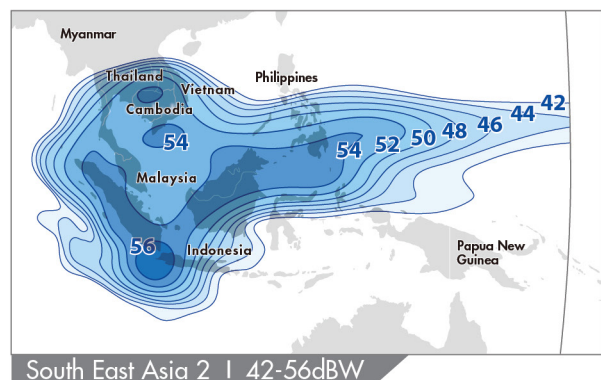 Myanmar
Thailand
Vietnam
Philippines
Cambodia
42
44
46
48
50
52
54
54
Malaysia
56
Indonesia
Papua New
Guinea
South East Asia 2 | 42-56dBW